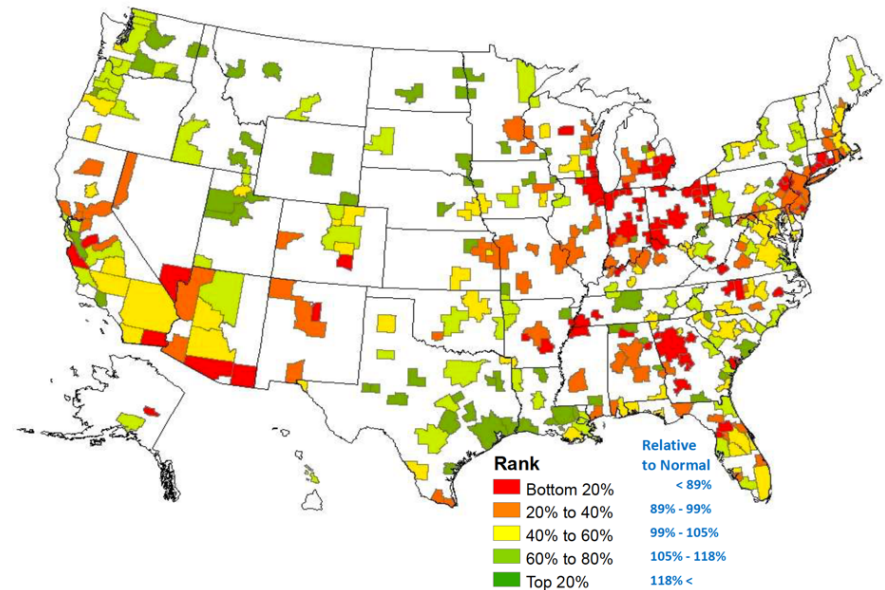 Relative
to Normal
Rank
Bottom 20%
< 89%
20% to 40%
89% - 99%
40% to 60%
99% - 105%
60% to 80%
105% - 118%
Top 20%
118% <